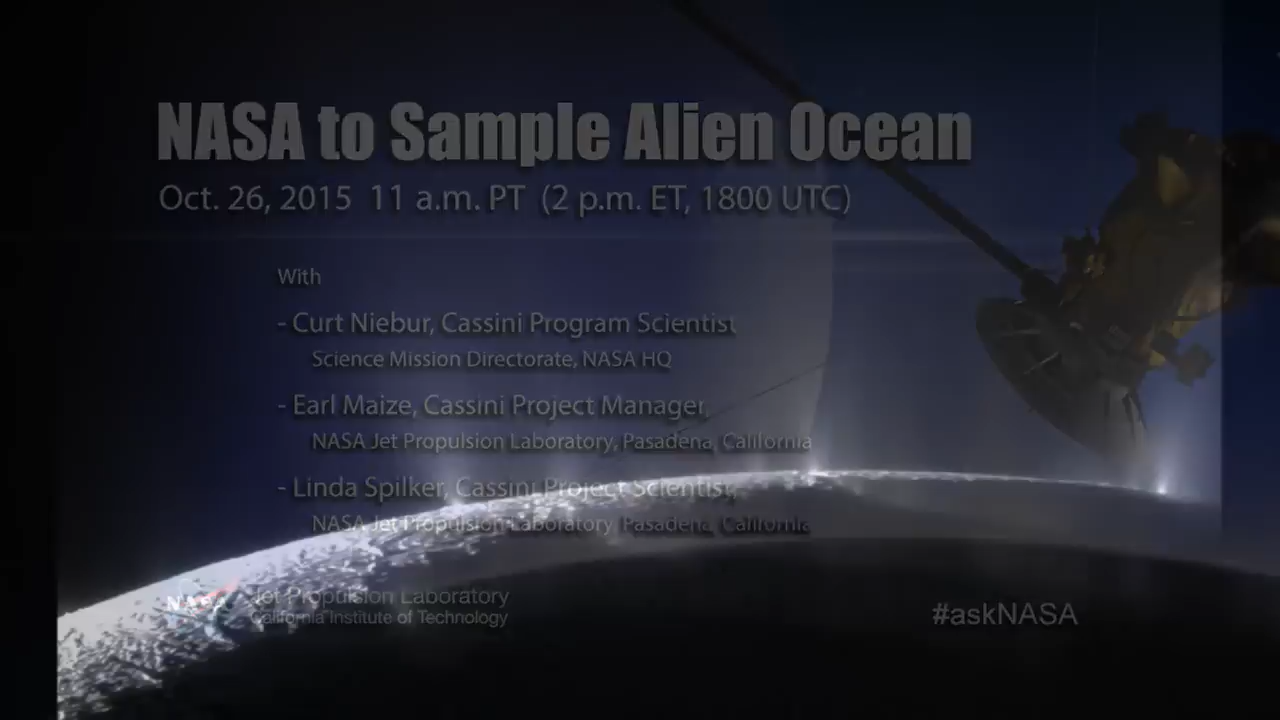 NASA to Sample Alien Ocean
Oct. 26, 2015 11 a.m. PT (2 p.m. ET, 1800 UTC)
With
- Curt Niebur, Cassini Program Scientist
Science Mission Directorate, NASA HQ
- Earl Maize, Cassini Project Manager,
NASA Jet Propulsion Laboratory, Pasadena, California
- Linda Spilker, Cassini Project Scientist,
NASA Jet Propulsion Laboratory, Pasadena, California
NASA
Jet Propulsion Laboratory
California Institute of Technology
#askNASA